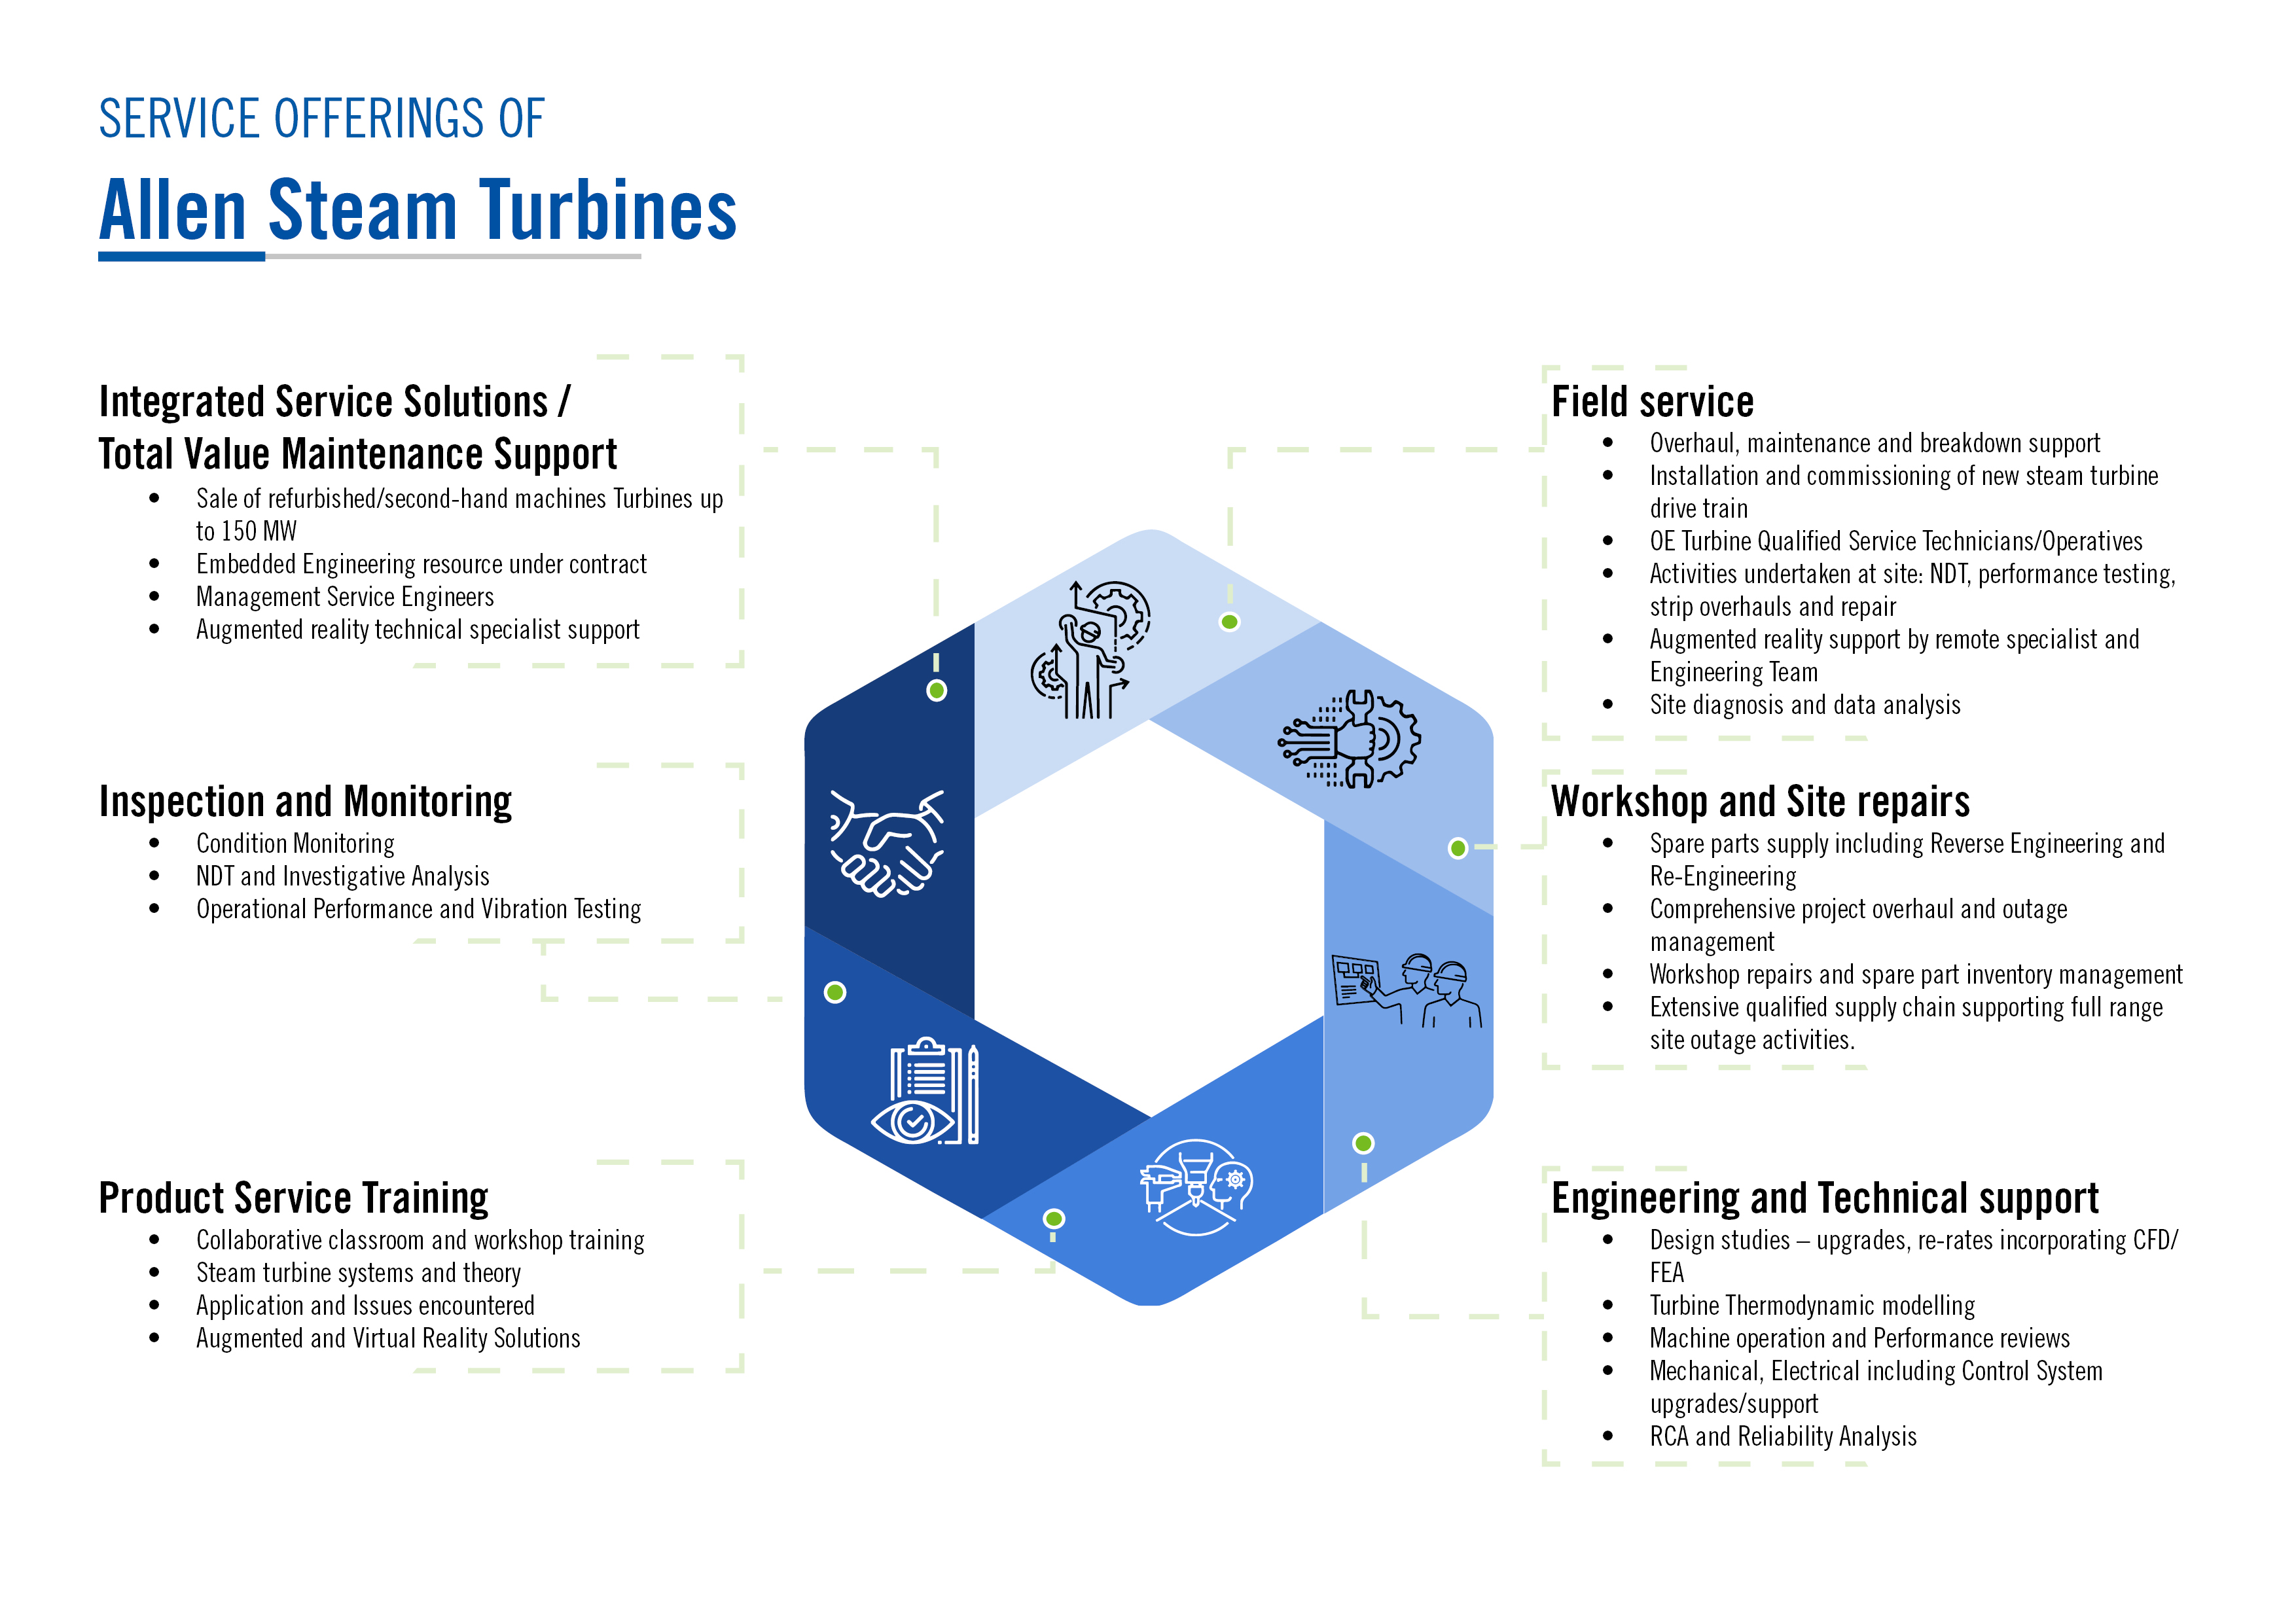 SERVICE OFFERINGS OF
Allen Steam Turbines
Integrated Service Solutions /
Total Value Maintenance Support
• Sale of refurbished/second-hand machines Turbines up
to 150 MW
• Embedded Engineering resource under contract
• Management Service Engineers
• Augmented reality technical specialist support
Inspection and Monitoring
• Condition Monitoring
• NDT and Investigative Analysis
• Operational Performance and Vibration Testing
Product Service Training
• Collaborative classroom and workshop training
• Steam turbine systems and theory
• Application and Issues encountered
• Augmented and Virtual Reality Solutions
Field service
• Overhaul, maintenance and breakdown support
• Installation and commissioning of new steam turbine
drive train
• OE Turbine Qualified Service Technicians/Operatives
• Activities undertaken at site: NDT, performance testing,
strip overhauls and repair
• Augmented reality support by remote specialist and
Engineering Team
• Site diagnosis and data analysis
Workshop and Site repairs
• Spare parts supply including Reverse Engineering and
Re-Engineering
• Comprehensive project overhaul and outage
management
• Workshop repairs and spare part inventory management
• Extensive qualified supply chain supporting full range
site outage activities.
Engineering and Technical support
• Design studies – upgrades, re-rates incorporating CFD/
FEA
• Turbine Thermodynamic modelling
• Machine operation and Performance reviews
• Mechanical, Electrical including Control System
upgrades/support
• RCA and Reliability Analysis